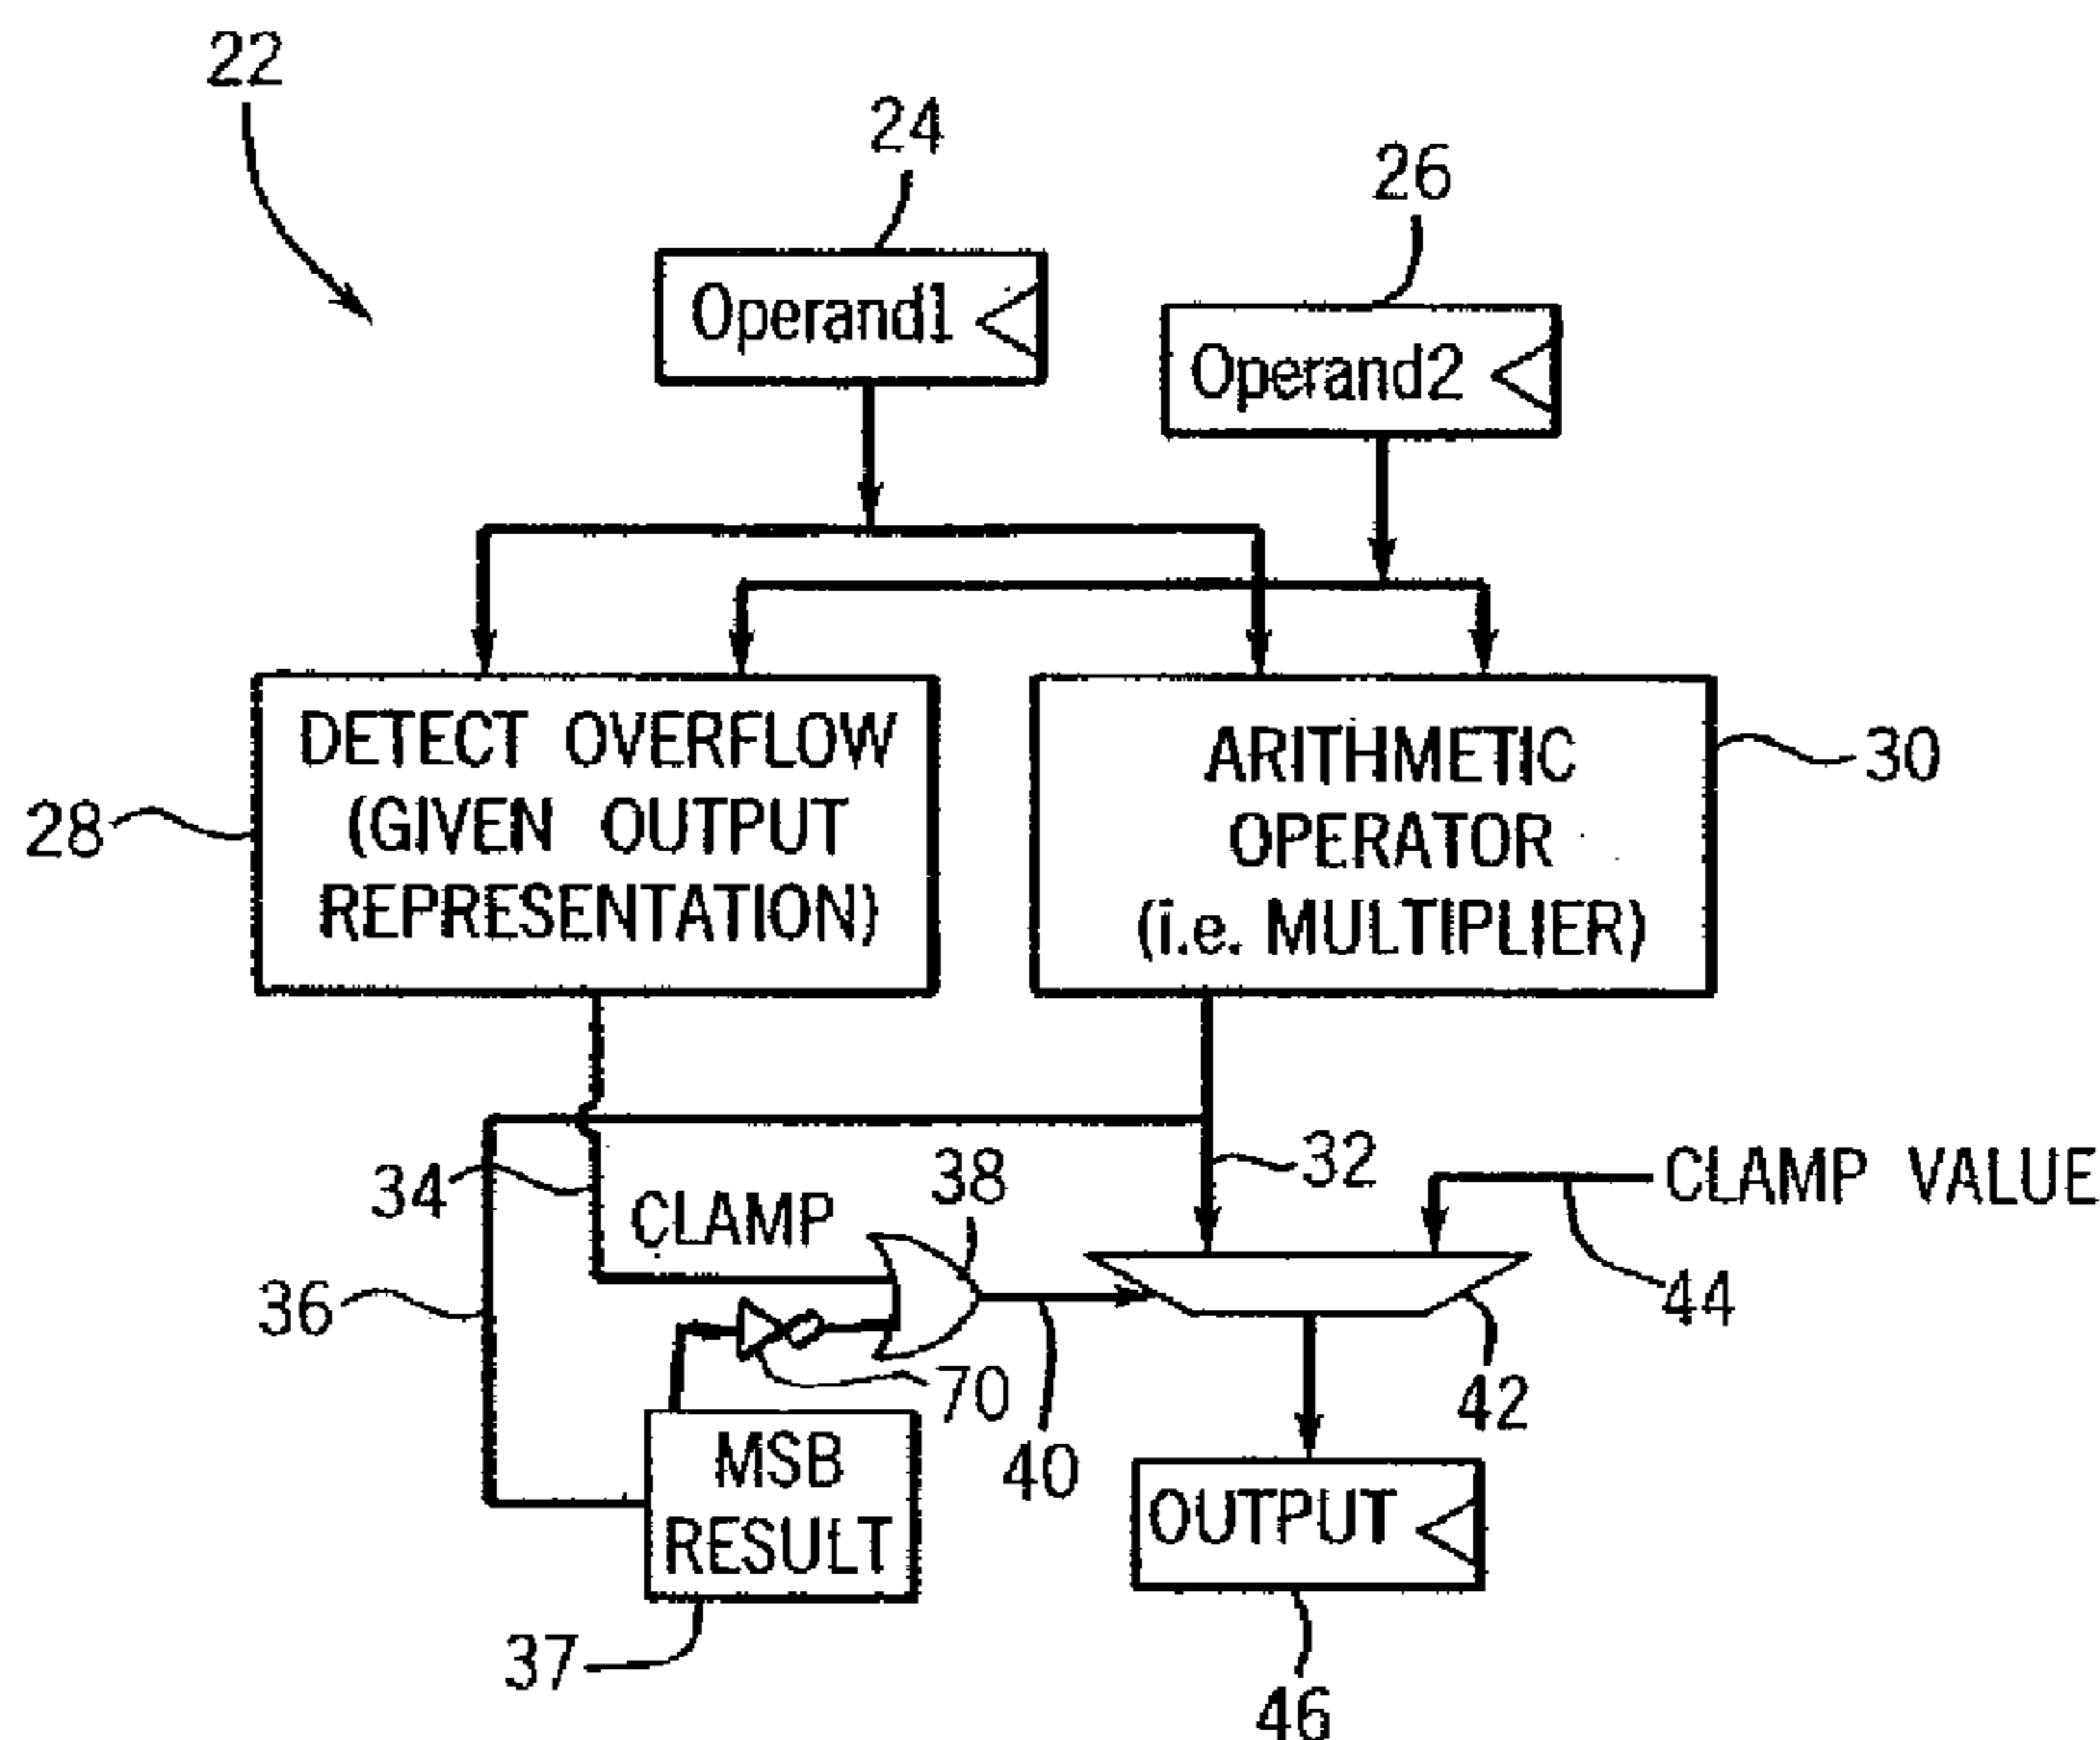 22
24
26
Operand1
Operand2
DETECT OVERFLOW
(GIVEN OUTPUT
REPRESENTATION)
28
ARITHMETIC
OPERATOR
(i.e. MULTIPLIER)
30
34
CLAMP
38
32
CLAMP VALUE
36
44
70
40
42
MSB
RESULT
OUTPUT
37
46